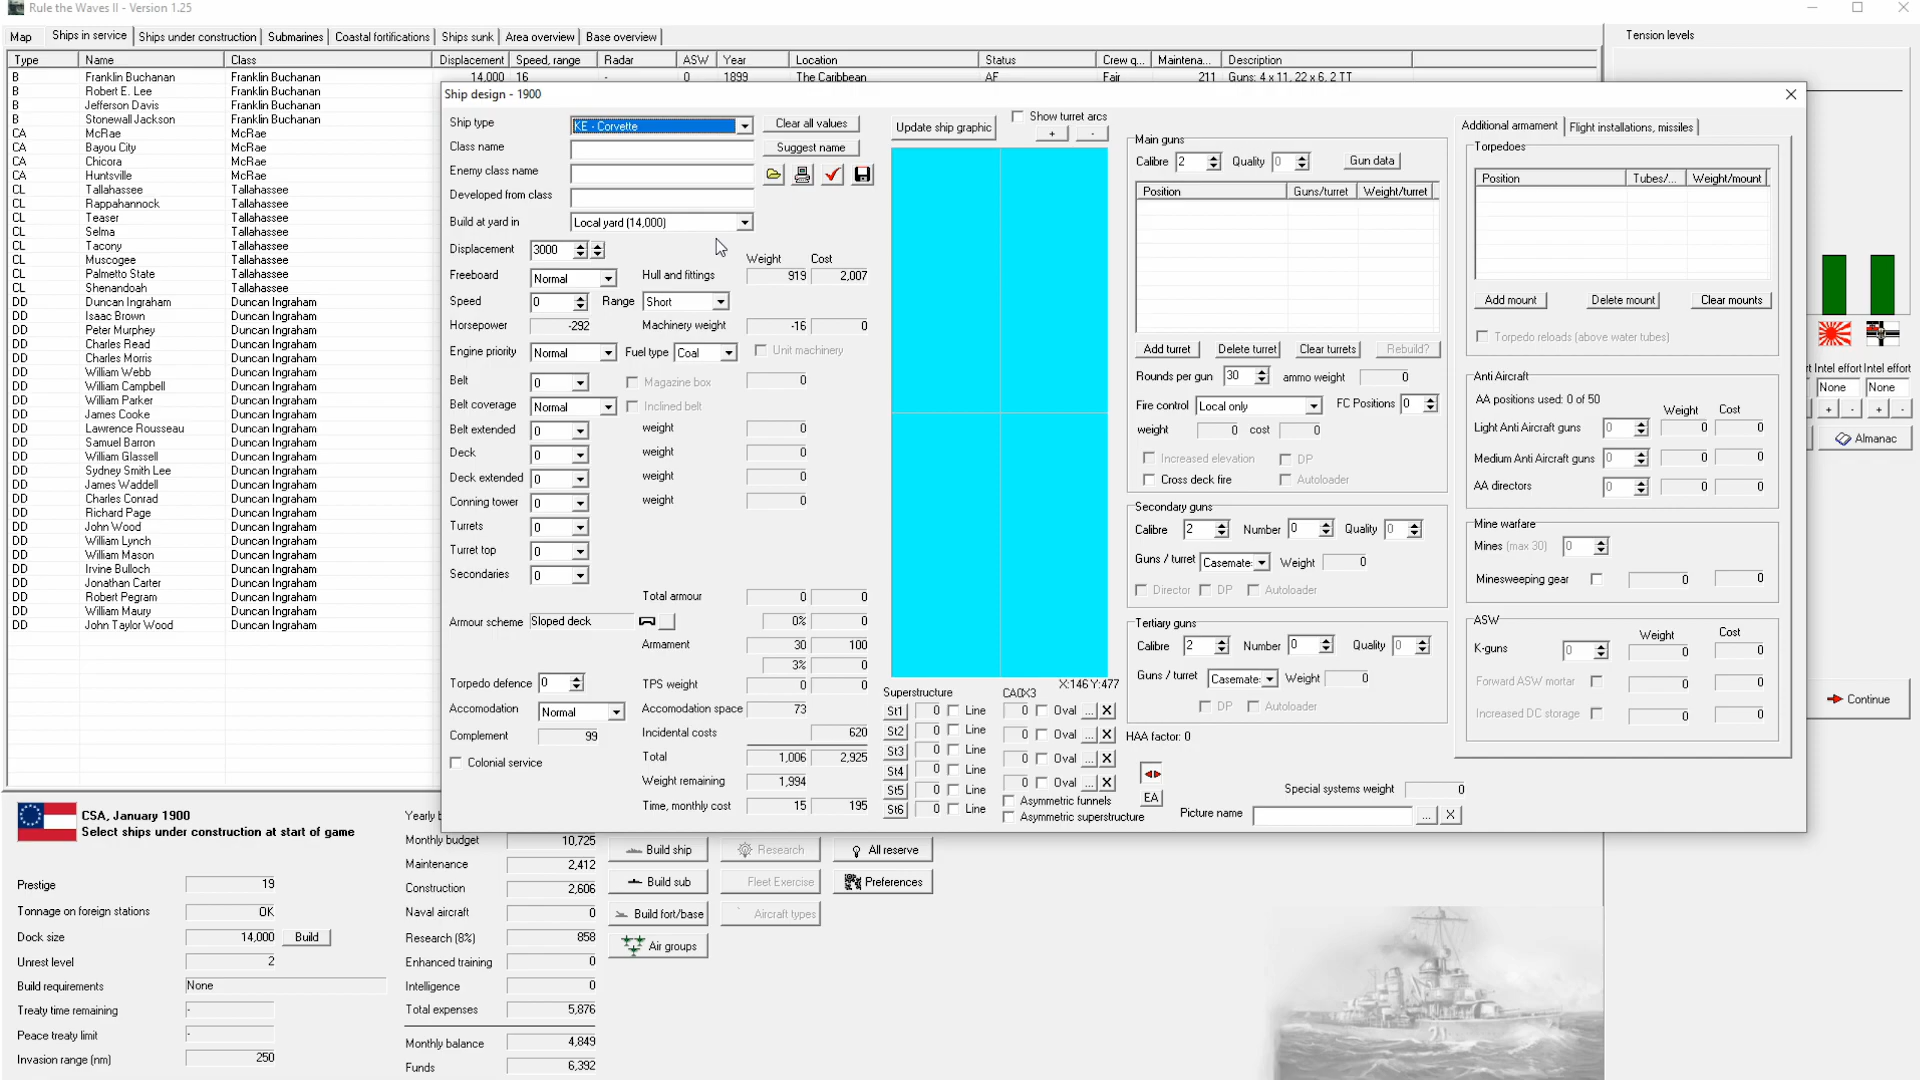 Rule the Waves II - Version 1.25
Map Ships in service Ships under construction Submarines Coastal fortifications Ships sunk Area overview Base overview Tension levels
Type Name Class Displacement Speed, range Radar ASW Year Location Status Crew q... Maintena... Description
B Franklin Buchanan Franklin Buchanan 14,000 16 - 0 1899 The Caribbean AF Fair 211 Guns: 4 x 11, 22 x 6, 2 TT
B Robert E. Lee Franklin Buchanan
B Jefferson Davis Franklin Buchanan
B Stonewall Jackson Franklin Buchanan
CA McRae McRae
CA Bayou City McRae
CA Chicora McRae
CA Huntsville McRae
CL Tallahassee Tallahassee
CL Rappahannock Tallahassee
CL Teaser Tallahassee
CL Selma Tallahassee
CL Tacony Tallahassee
CL Muscogee Tallahassee
CL Palmetto State Tallahassee
CL Shenandoah Tallahassee
DD Duncan Ingraham Duncan Ingraham
DD Isaac Brown Duncan Ingraham
DD Peter Murphey Duncan Ingraham
DD Charles Read Duncan Ingraham
DD Charles Morris Duncan Ingraham
DD William Webb Duncan Ingraham
DD William Campbell Duncan Ingraham
DD William Parker Duncan Ingraham
DD James Cooke Duncan Ingraham
DD Lawrence Rousseau Duncan Ingraham
DD Samuel Barron Duncan Ingraham
DD William Glassell Duncan Ingraham
DD Sydney Smith Lee Duncan Ingraham
DD James Waddell Duncan Ingraham
DD Charles Conrad Duncan Ingraham
DD Richard Page Duncan Ingraham
DD John Wood Duncan Ingraham
DD William Lynch Duncan Ingraham
DD William Mason Duncan Ingraham
DD Irvine Bulloch Duncan Ingraham
DD Jonathan Carter Duncan Ingraham
DD Robert Pegram Duncan Ingraham
DD William Maury Duncan Ingraham
DD John Taylor Wood Duncan Ingraham
Ship design - 1900
Ship type KE - Corvette Clear all values
Class name Suggest name
Enemy class name
Developed from class
Build at yard in Local yard (14,000)
Displacement 3000
Weight Cost
Freeboard Normal Hull and fittings 919 2,007
Speed 0 Range Short
Horsepower -292 Machinery weight -16 0
Engine priority Normal Fuel type Coal Unit machinery
Belt 0 Magazine box 0
Belt coverage Normal Inclined belt
Belt extended 0 weight 0
Deck 0 weight 0
Deck extended 0 weight 0
Conning tower 0 weight 0
Turrets 0
Turret top 0
Secondaries 0
Total armour 0 0
Armour scheme Sloped deck 0% 0
Armament 30 100
3% 0
Torpedo defence 0 TPS weight 0 0
Accomodation Normal Accomodation space 73
Complement 99 Incidental costs 620
Colonial service Total 1,006 2,925
Weight remaining 1,994
Time, monthly cost 15 195
Update ship graphic Show turret arcs
+ -
X:146 Y:477
Superstructure CA0X3
St1 0 Line 0 Oval ... X
St2 0 Line 0 Oval ... X
St3 0 Line 0 Oval ... X
St4 0 Line 0 Oval ... X
St5 0 Line Asymmetric funnels
St6 0 Line Asymmetric superstructure
Main guns
Calibre 2 Quality 0 Gun data
Position Guns/turret Weight/turret
Add turret Delete turret Clear turrets Rebuild?
Rounds per gun 30 ammo weight 0
Fire control Local only FC Positions 0
weight 0 cost 0
Increased elevation DP
Cross deck fire Autoloader
Secondary guns
Calibre 2 Number 0 Quality 0
Guns / turret Casemate: Weight 0
Director DP Autoloader
Tertiary guns
Calibre 2 Number 0 Quality 0
Guns / turret Casemate: Weight 0
DP Autoloader
HAA factor: 0
EA
Special systems weight 0
Picture name ... X
Additional armament Flight installations, missiles
Torpedoes
Position Tubes/... Weight/mount
Add mount Delete mount Clear mounts
Torpedo reloads (above water tubes)
Anti Aircraft
AA positions used: 0 of 50 Weight Cost
Light Anti Aircraft guns 0 0 0
Medium Anti Aircraft guns 0 0 0
AA directors 0 0 0
Mine warfare
Mines (max 30) 0
Minesweeping gear 0 0
ASW
Weight Cost
K-guns 0 0 0
Forward ASW mortar 0 0
Increased DC storage 0 0
Intel effort Intel effort
None None
+ - + -
Almanac
Continue
CSA, January 1900
Select ships under construction at start of game
Prestige 19
Tonnage on foreign stations OK
Dock size 14,000 Build
Unrest level 2
Build requirements None
Treaty time remaining -
Peace treaty limit -
Invasion range (nm) 250
Monthly budget 10,725
Maintenance 2,412
Construction 2,606
Naval aircraft 0
Research (8%) 858
Enhanced training 0
Intelligence 0
Total expenses 5,876
Monthly balance 4,849
Funds 6,392
Build ship Research All reserve
Build sub Fleet Exercise Preferences
Build fort/base Aircraft types
Air groups